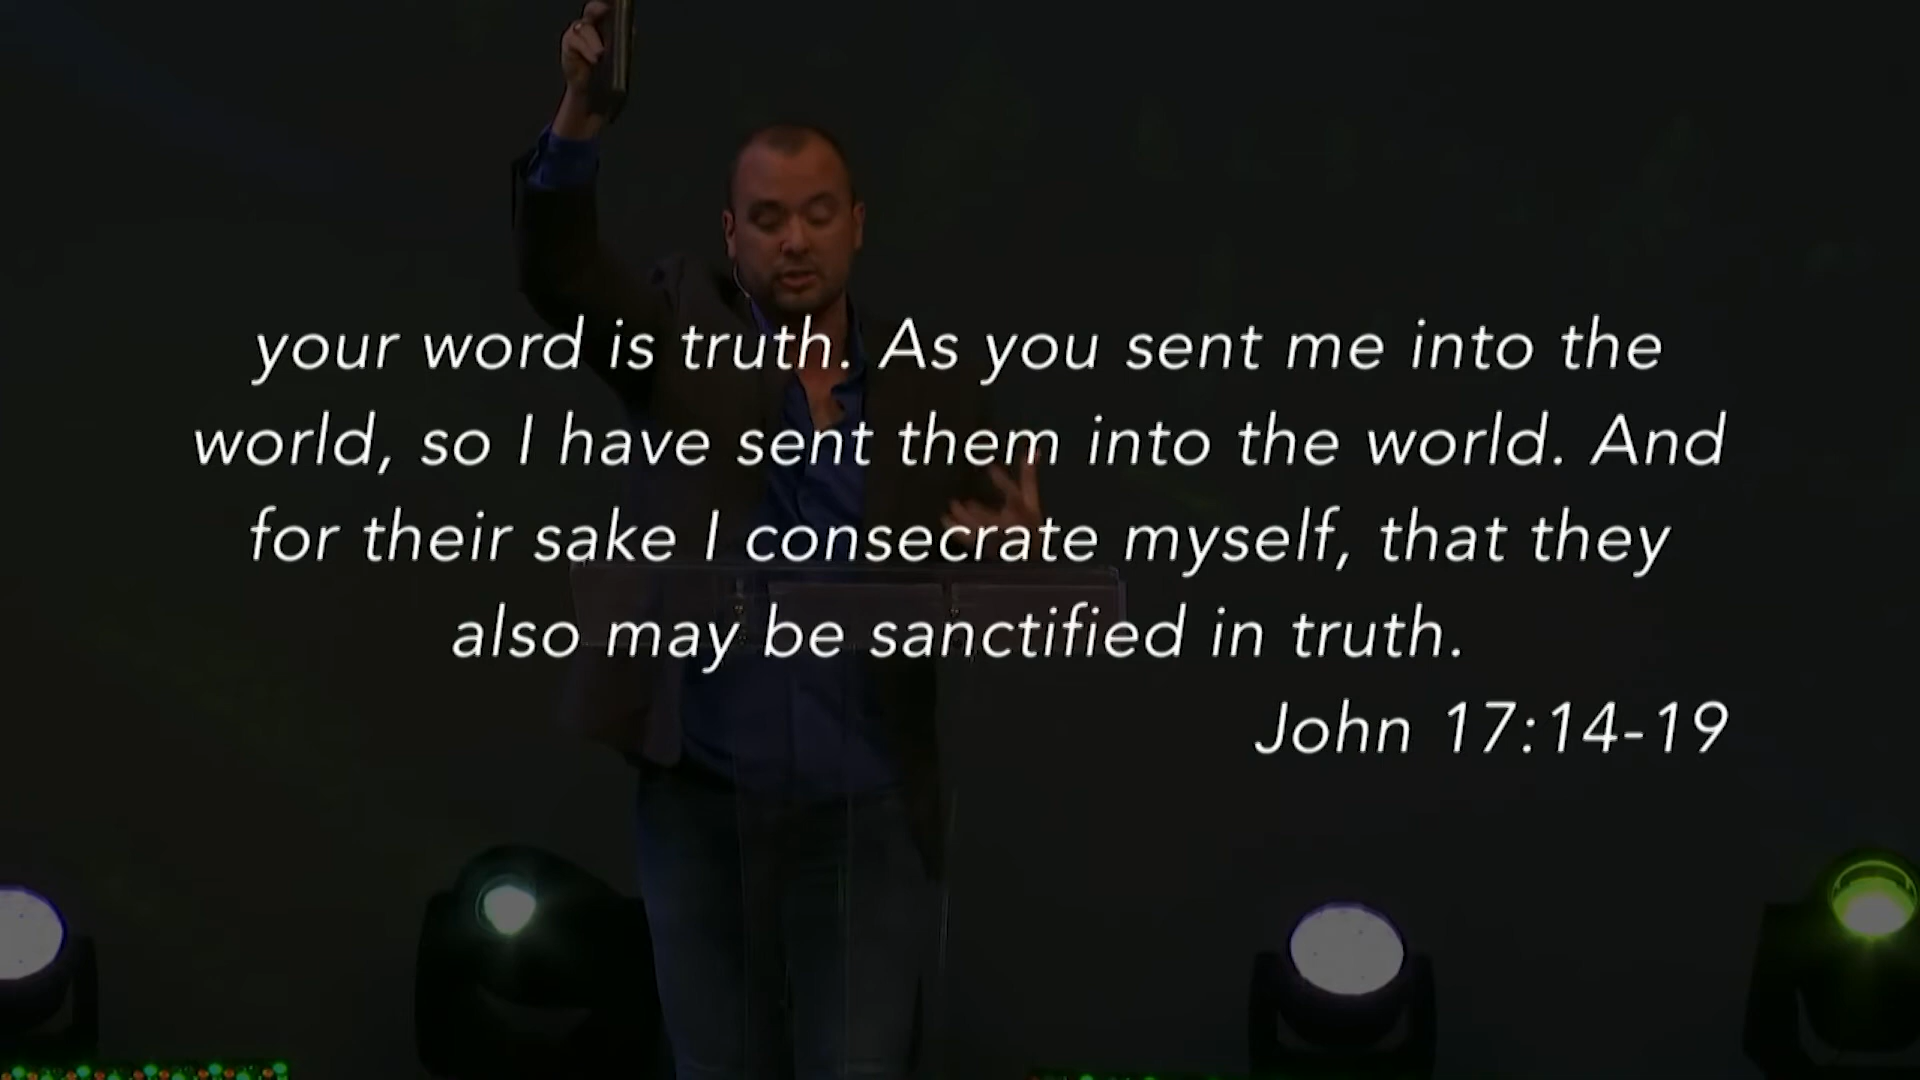 your word is truth. As you sent me into the
world, so I have sent them into the world. And
for their sake I consecrate myself, that they
also may be sanctified in truth.
John 17:14-19